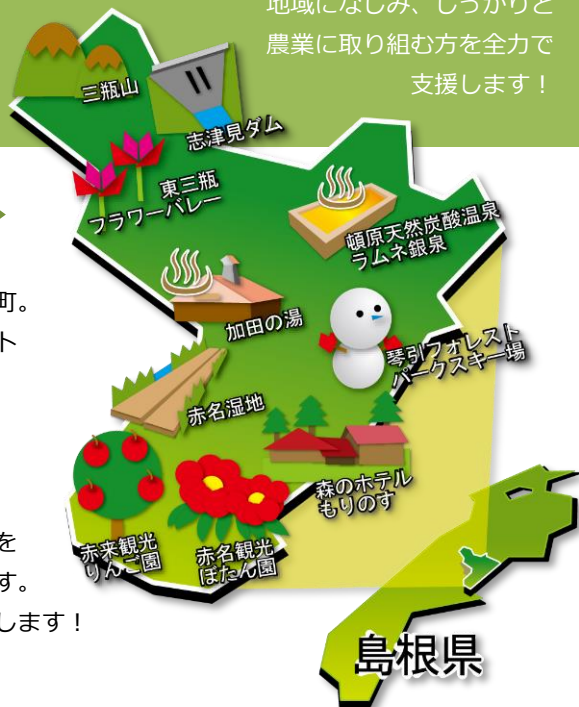 地域になじみ、しっかりと
農業に取り組む方を全力で
支援します！
三瓶山
志津見ダム
東三瓶
フラワーバレー
頓原天然炭酸温泉
ラムネ銀泉
町。
ト
加田の湯
琴引フォレスト
パークスキー場
赤名湿地
森のホテル
もりのす
赤来観光
りんご園
赤名観光
ぼたん園
を
す。
します！
島根県